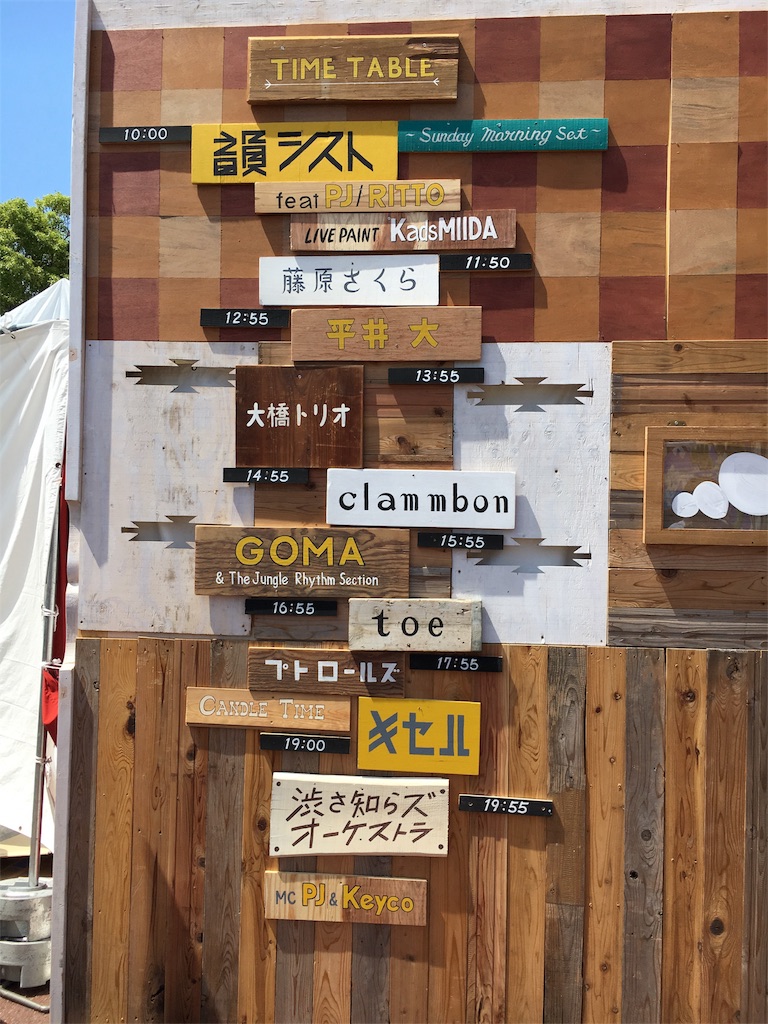 TIME TABLE
10:00
韻シスト
~Sunday Morning Set~
feat PJ/RITTO
LIVE PAINT KadsMIIDA
藤原さくら
11:50
12:55
平井 大
13:55
大橋トリオ
14:55
clammbon
GOMA
& The Jungle Rhythm Section
15:55
16:55
toe
プトロールズ
17:55
CANDLE TIME
キセル
19:00
渋さ知らズ
オーケストラ
19:55
MC PJ & Keyco